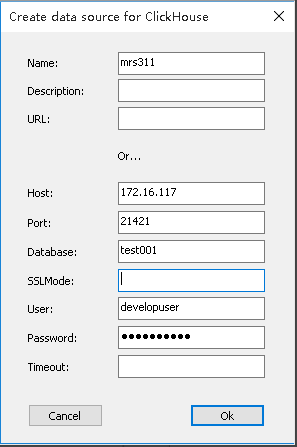 Create data source for ClickHouse
Name: mrs311
Description:
URL:
Or...
Host: 172.16.117
Port: 21421
Database: test001
SSLMode:
User: developuser
Password: ●●●●●●●●●●
Timeout:
Cancel Ok